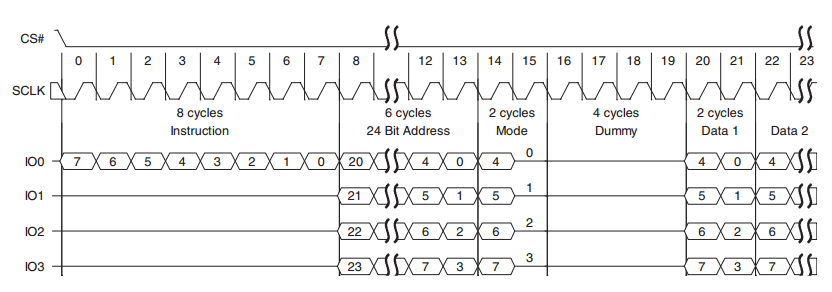 CS#
0 1 2 3 4 5 6 7 8 12 13 14 15 16 17 18 19 20 21 22 23
SCLK
8 cycles 6 cycles 2 cycles 4 cycles 2 cycles
Instruction 24 Bit Address Mode Dummy Data 1 Data 2
IO0 7 6 5 4 3 2 1 0 20 4 0 4 0 4 0 4
IO1 21 5 1 5 1 5 1 5
IO2 22 6 2 6 2 6 2 6
IO3 23 7 3 7 3 7 3 7